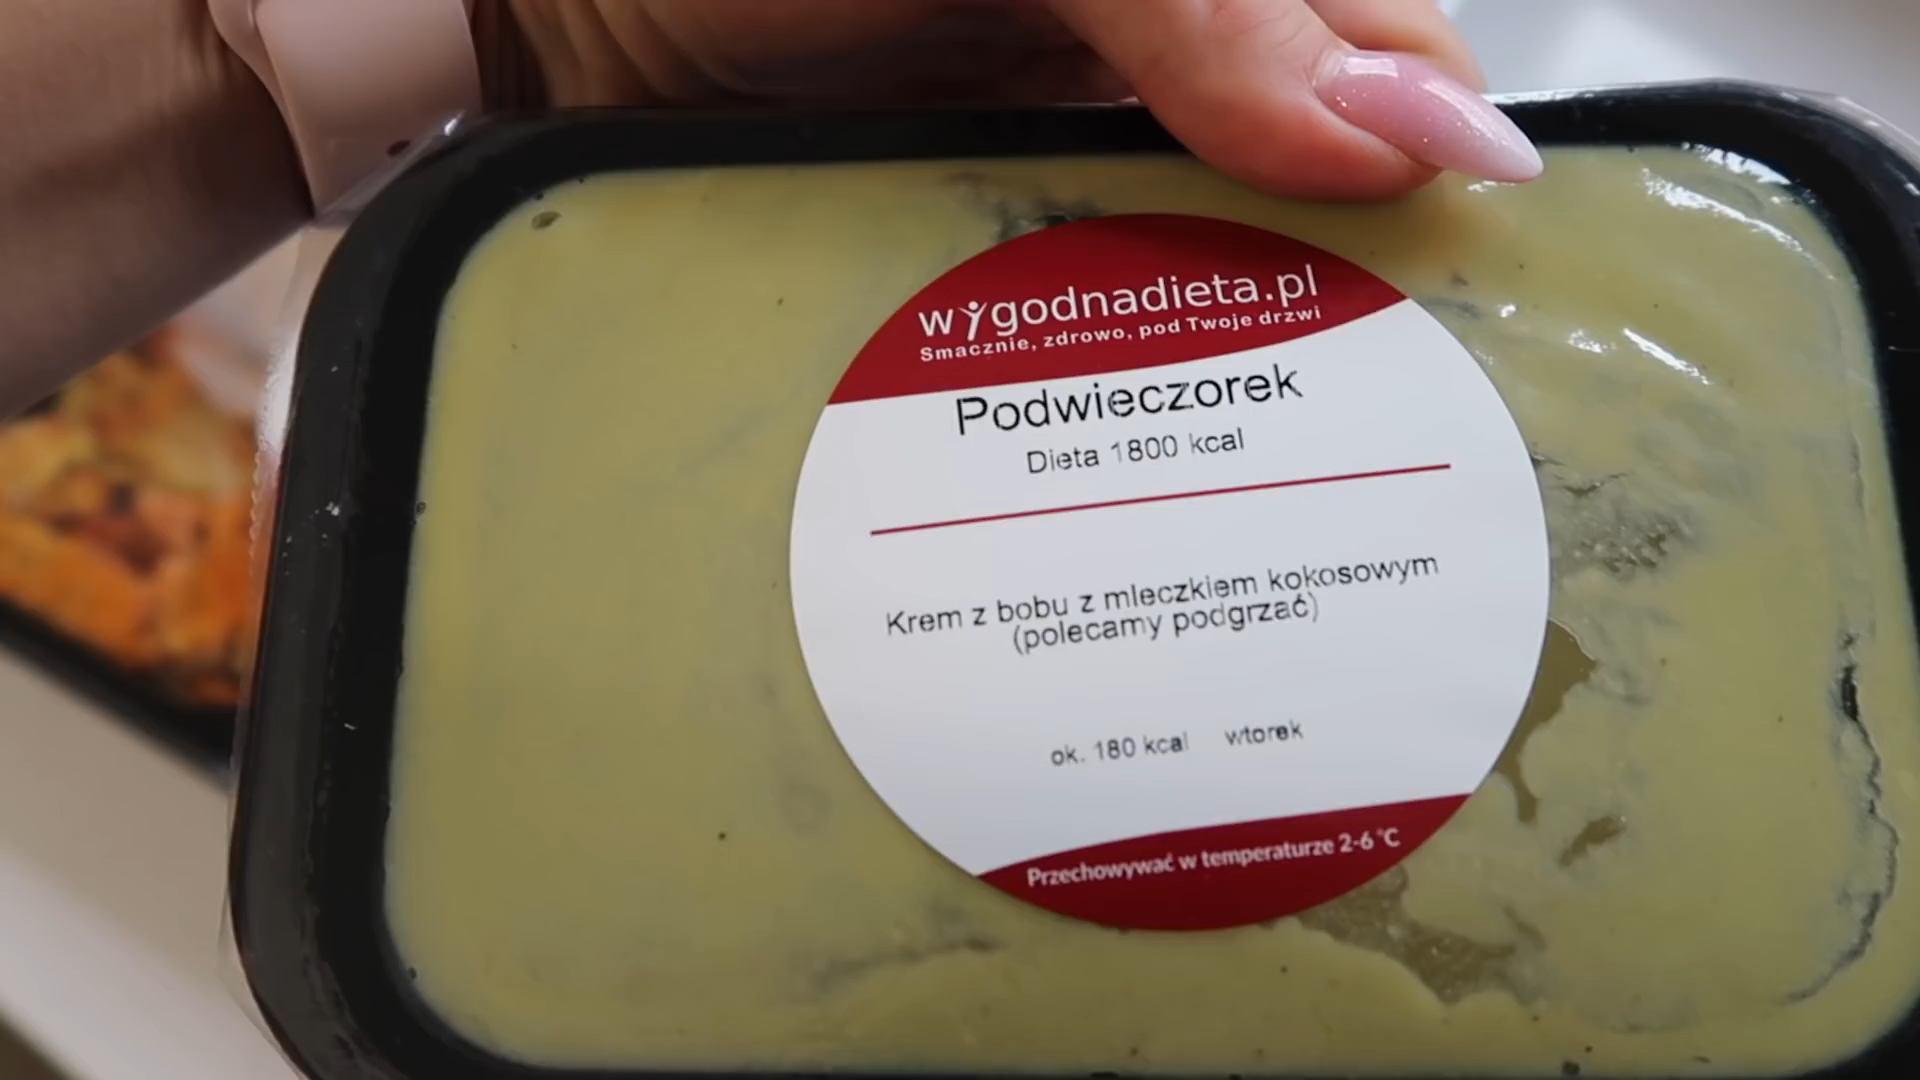 wygodnadieta.pl
Smacznie, zdrowo, pod Twoje drzwi
Podwieczorek
Dieta 1800 kcal
Krem z bobu z mleczkiem kokosowym
(polecamy podgrzać)
ok. 180 kcal wtorek
Przechowywać w temperaturze 2-6 °C